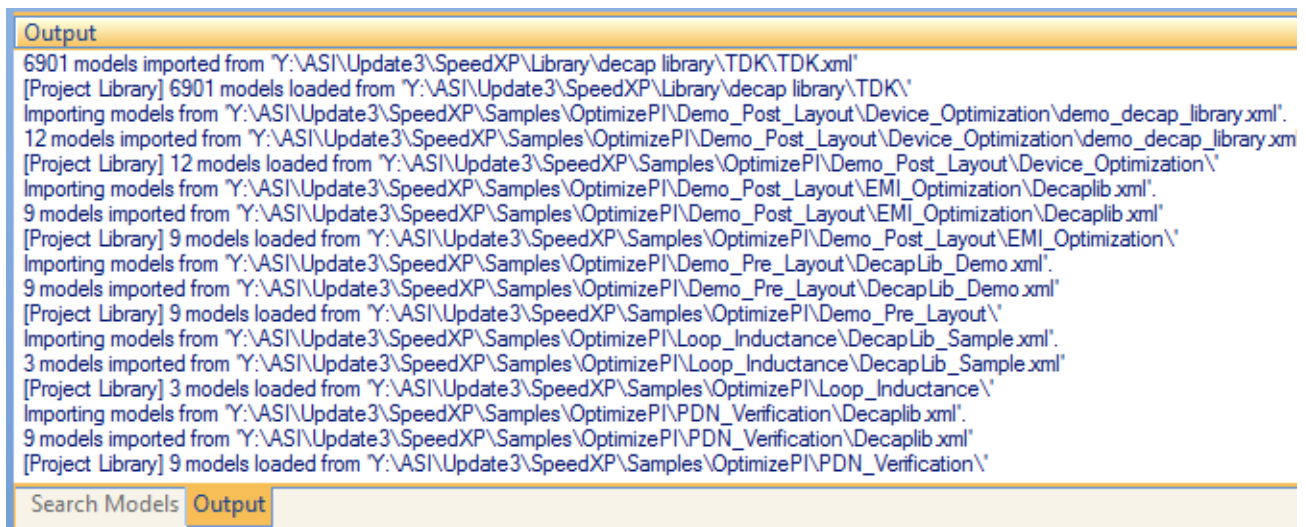 Output
6901 models imported from 'Y:\ASI\Update3\SpeedXP\Library\decap library\TDK\TDK.xml'
[Project Library] 6901 models loaded from 'Y:\ASI\Update3\SpeedXP\Library\decap library\TDK\'
Importing models from 'Y:\ASI\Update3\SpeedXP\Samples\OptimizePI\Demo_Post_Layout\Device_Optimization\demo_decap_library.xml'.
12 models imported from 'Y:\ASI\Update3\SpeedXP\Samples\OptimizePI\Demo_Post_Layout\Device_Optimization\demo_decap_library.xml
[Project Library] 12 models loaded from 'Y:\ASI\Update3\SpeedXP\Samples\OptimizePI\Demo_Post_Layout\Device_Optimization\'
Importing models from 'Y:\ASI\Update3\SpeedXP\Samples\OptimizePI\Demo_Post_Layout\EMI_Optimization\Decaplib.xml'.
9 models imported from 'Y:\ASI\Update3\SpeedXP\Samples\OptimizePI\Demo_Post_Layout\EMI_Optimization\Decaplib.xml'
[Project Library] 9 models loaded from 'Y:\ASI\Update3\SpeedXP\Samples\OptimizePI\Demo_Post_Layout\EMI_Optimization\'
Importing models from 'Y:\ASI\Update3\SpeedXP\Samples\OptimizePI\Demo_Pre_Layout\DecapLib_Demo.xml'.
9 models imported from 'Y:\ASI\Update3\SpeedXP\Samples\OptimizePI\Demo_Pre_Layout\DecapLib_Demo.xml'
[Project Library] 9 models loaded from 'Y:\ASI\Update3\SpeedXP\Samples\OptimizePI\Demo_Pre_Layout\'
Importing models from 'Y:\ASI\Update3\SpeedXP\Samples\OptimizePI\Loop_Inductance\DecapLib_Sample.xml'.
3 models imported from 'Y:\ASI\Update3\SpeedXP\Samples\OptimizePI\Loop_Inductance\DecapLib_Sample.xml'
[Project Library] 3 models loaded from 'Y:\ASI\Update3\SpeedXP\Samples\OptimizePI\Loop_Inductance\'
Importing models from 'Y:\ASI\Update3\SpeedXP\Samples\OptimizePI\PDN_Verification\Decaplib.xml'.
9 models imported from 'Y:\ASI\Update3\SpeedXP\Samples\OptimizePI\PDN_Verification\Decaplib.xml'
[Project Library] 9 models loaded from 'Y:\ASI\Update3\SpeedXP\Samples\OptimizePI\PDN_Verification\'
Search Models Output